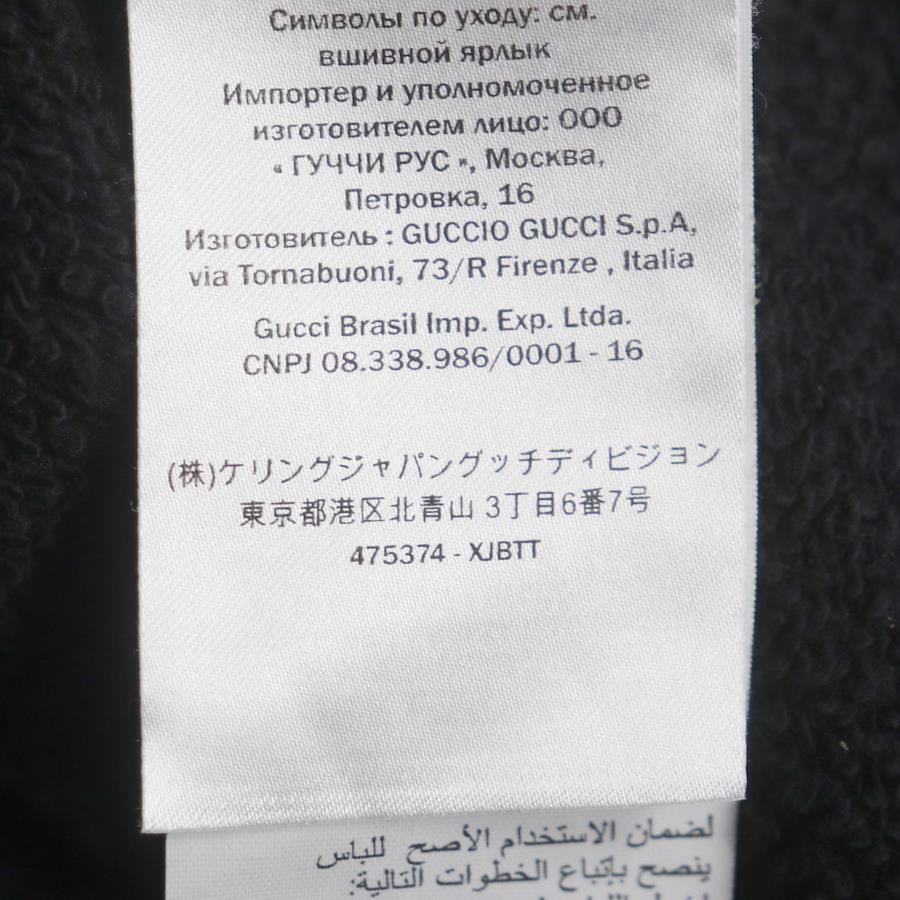 Символы по уходу: см.
вшивной ярлык
Импортер и уполномоченное
изготовителем лицо: ООО
« ГУЧЧИ РУС », Москва,
Петровка, 16
Изготовитель : GUCCIO GUCCI S.p.A,
via Tornabuoni, 73/R Firenze , Italia
Gucci Brasil Imp. Exp. Ltda.
CNPJ 08.338.986/0001 - 16
(株)ケリングジャパングッチディビジョン
東京都港区北青山 3丁目6番7号
475374 - XJBTT
لضمان الاستخدام الأصح للباس
ينصح بإتباع الخطوات التالية: